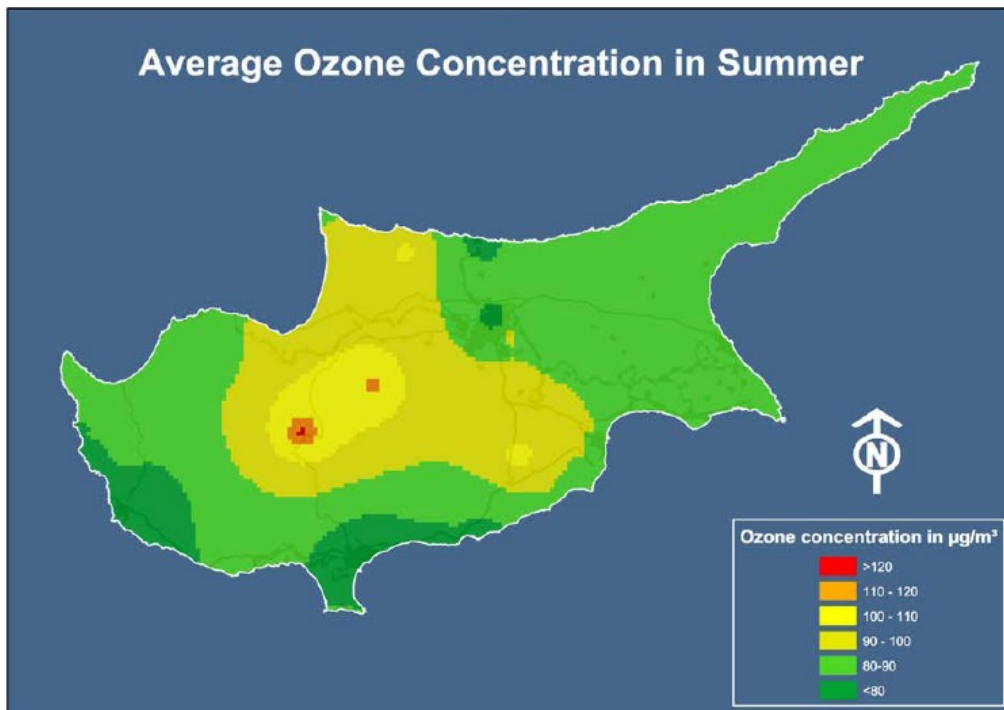 Average Ozone Concentration in Summer
N
Ozone concentration in µg/m³
>120
110 - 120
100 - 110
90 - 100
80-90
<80